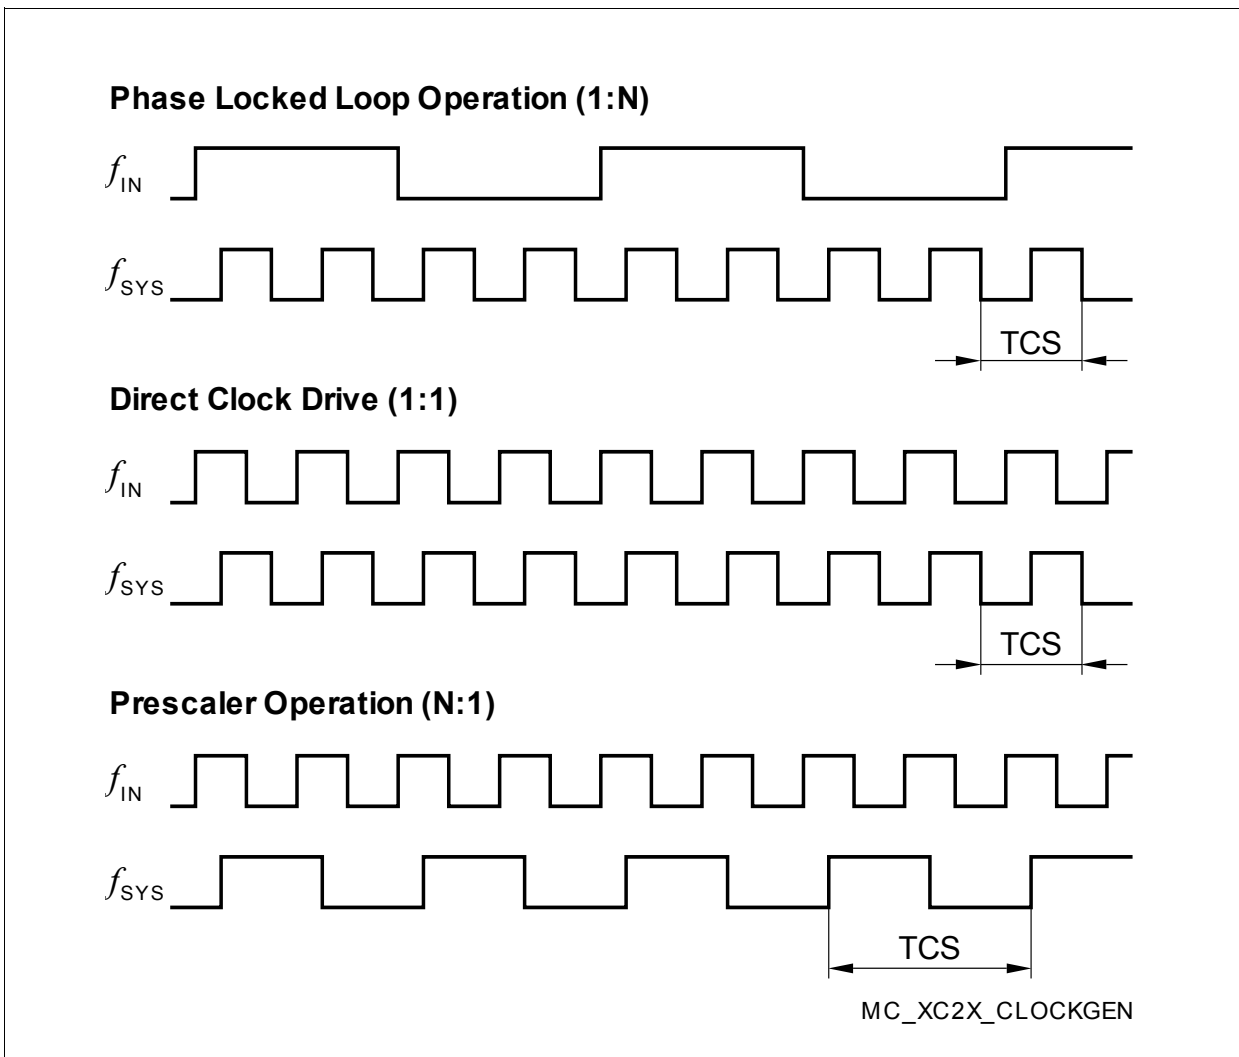 Phase Locked Loop Operation (1:N)
fIN
fSYS
TCS
Direct Clock Drive (1:1)
fIN
fSYS
TCS
Prescaler Operation (N:1)
fIN
fSYS
TCS
MC_XC2X_CLOCKGEN